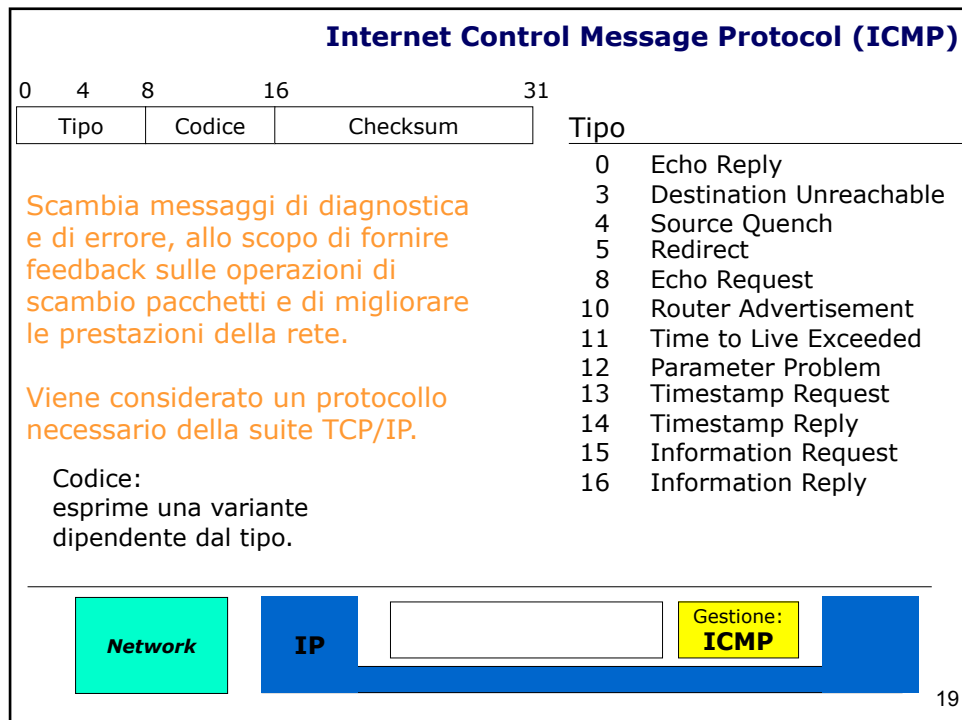 Internet Control Message Protocol (ICMP)
0 4 8 16 31
Tipo Codice Checksum
Scambia messaggi di diagnostica
e di errore, allo scopo di fornire
feedback sulle operazioni di
scambio pacchetti e di migliorare
le prestazioni della rete.
Viene considerato un protocollo
necessario della suite TCP/IP.
Codice:
esprime una variante
dipendente dal tipo.
Tipo
0 Echo Reply
3 Destination Unreachable
4 Source Quench
5 Redirect
8 Echo Request
10 Router Advertisement
11 Time to Live Exceeded
12 Parameter Problem
13 Timestamp Request
14 Timestamp Reply
15 Information Request
16 Information Reply
Network
IP
Gestione:
ICMP
19